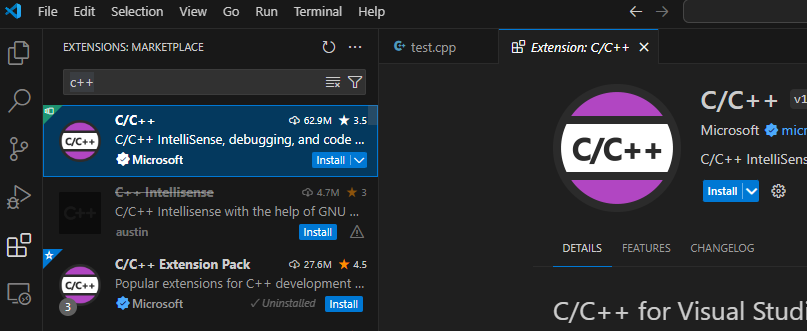 File Edit Selection View Go Run Terminal Help
EXTENSIONS: MARKETPLACE
c++
C/C++ 62.9M 3.5
C/C++ IntelliSense, debugging, and code ...
Microsoft Install
C++ Intellisense 4.7M 3
C/C++ Intellisense with the help of GNU ...
austin Install
C/C++ Extension Pack 27.6M 4.5
Popular extensions for C++ development ...
Microsoft Uninstalled Install
3
C/C++
C/C++
C++
C/C++
test.cpp Extension: C/C++
C/C++ v1
Microsoft micr
C/C++ IntelliSens
Install
DETAILS FEATURES CHANGELOG
C/C++ for Visual Studi